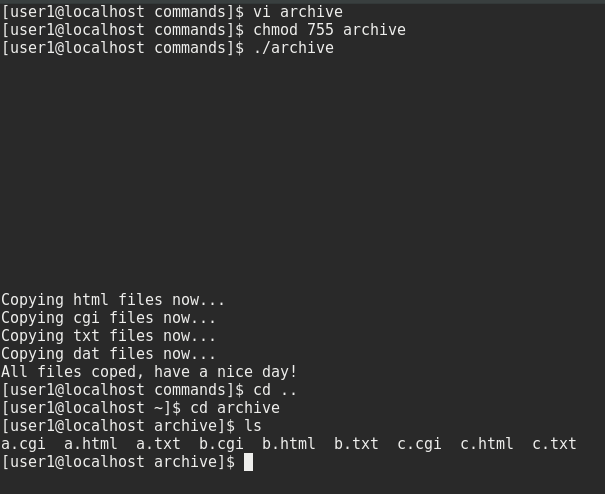 [user1@localhost commands]$ vi archive
[user1@localhost commands]$ chmod 755 archive
[user1@localhost commands]$ ./archive
Copying html files now...
Copying cgi files now...
Copying txt files now...
Copying dat files now...
All files coped, have a nice day!
[user1@localhost commands]$ cd ..
[user1@localhost ~]$ cd archive
[user1@localhost archive]$ ls
a.cgi  a.html  a.txt  b.cgi  b.html  b.txt  c.cgi  c.html  c.txt
[user1@localhost archive]$